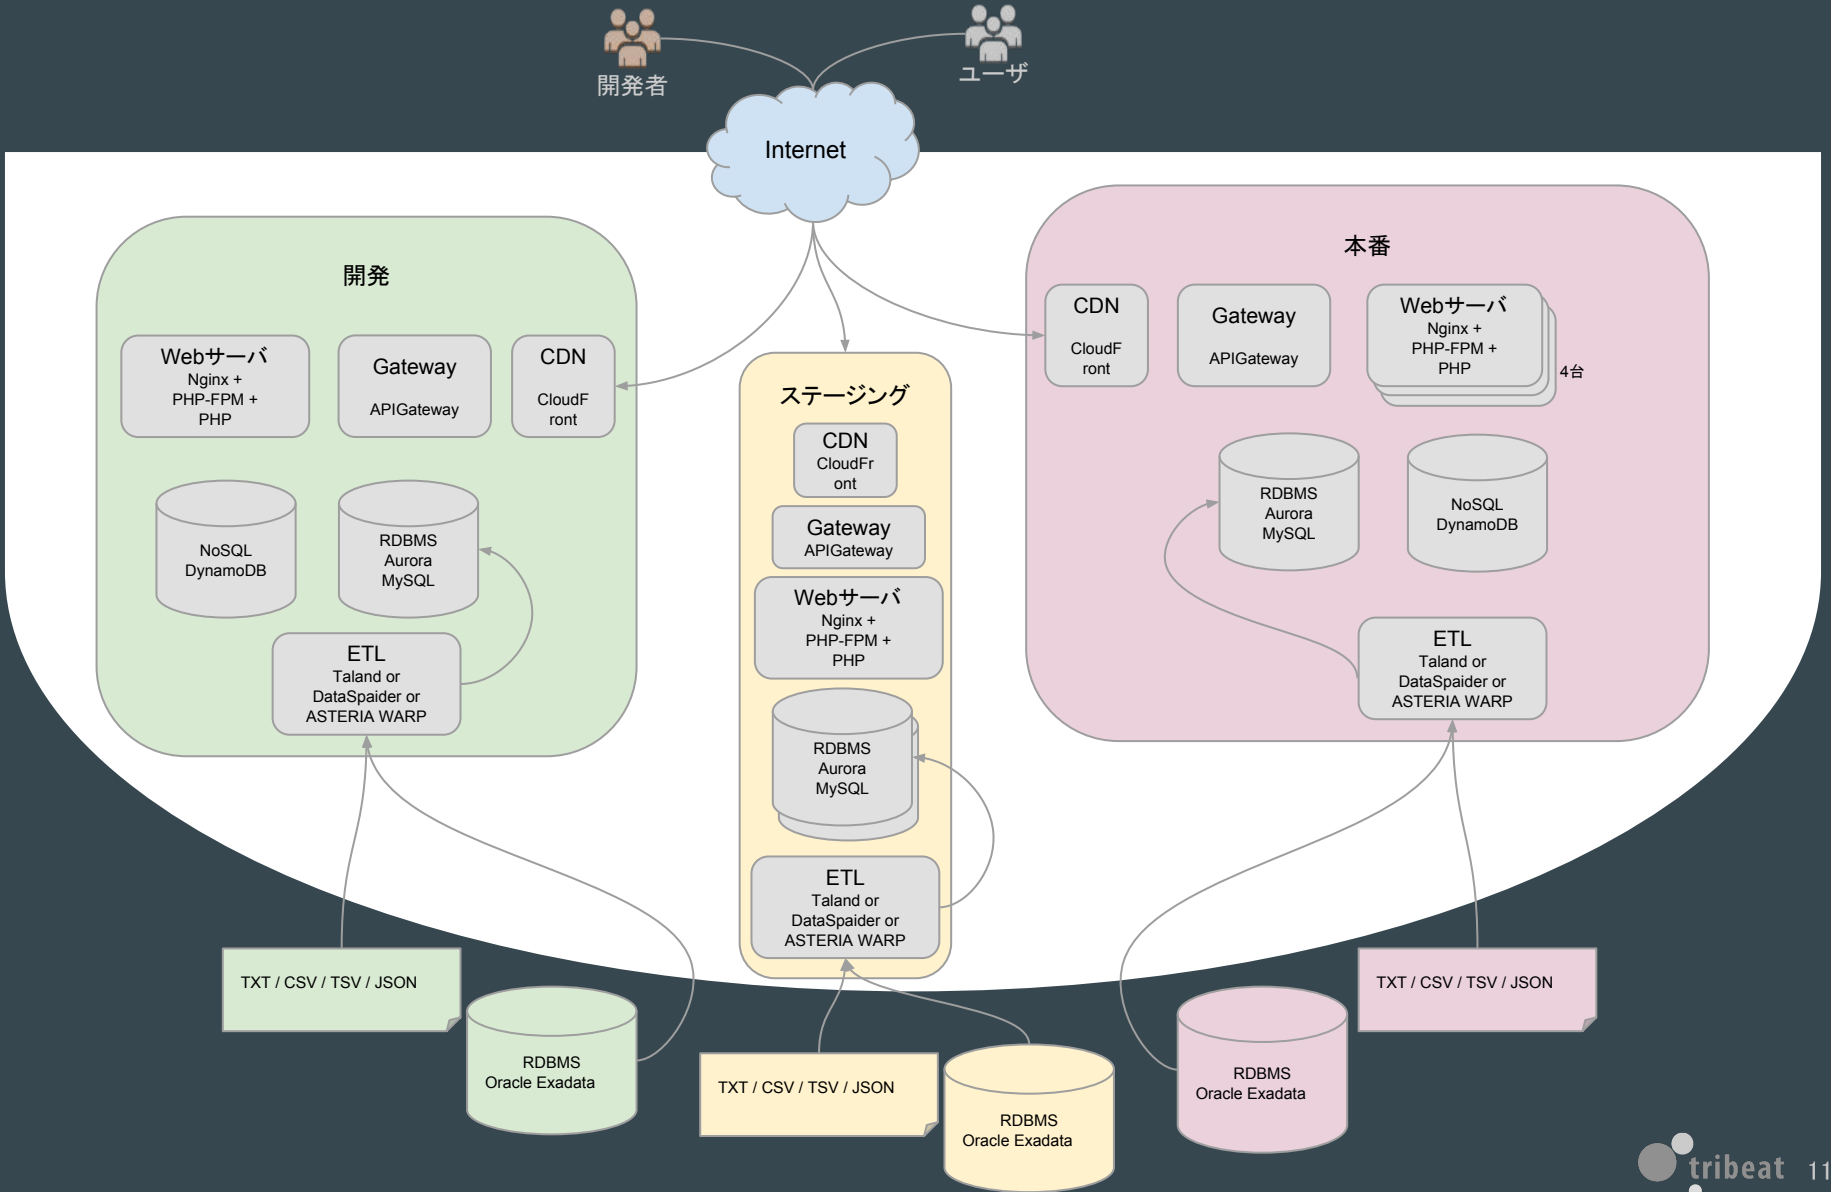 開発者
ユーザ
Internet
開発
Webサーバ
Nginx +
PHP-FPM +
PHP
Gateway
APIGateway
CDN
CloudF
ront
NoSQL
DynamoDB
RDBMS
Aurora
MySQL
ETL
Taland or
DataSpaider or
ASTERIA WARP
TXT / CSV / TSV / JSON
RDBMS
Oracle Exadata
ステージング
CDN
CloudFr
ont
Gateway
APIGateway
Webサーバ
Nginx +
PHP-FPM +
PHP
RDBMS
Aurora
MySQL
ETL
Taland or
DataSpaider or
ASTERIA WARP
TXT / CSV / TSV / JSON
RDBMS
Oracle Exadata
本番
CDN
CloudF
ront
Gateway
APIGateway
Webサーバ
Nginx +
PHP-FPM +
PHP
4台
RDBMS
Aurora
MySQL
NoSQL
DynamoDB
ETL
Taland or
DataSpaider or
ASTERIA WARP
RDBMS
Oracle Exadata
TXT / CSV / TSV / JSON
tribeat
11